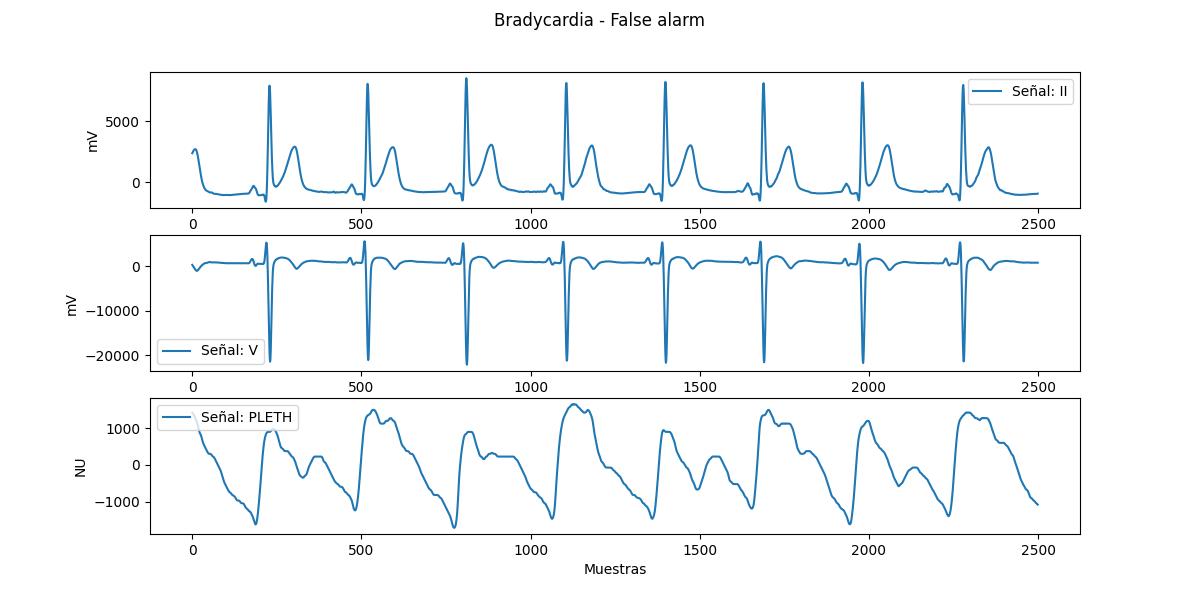 Bradycardia - False alarm
5000
0
mV
Señal: II
0 500 1000 1500 2000 2500
0
−10000
−20000
mV
Señal: V
0 500 1000 1500 2000 2500
1000
0
−1000
NU
Señal: PLETH
0 500 1000 1500 2000 2500
Muestras